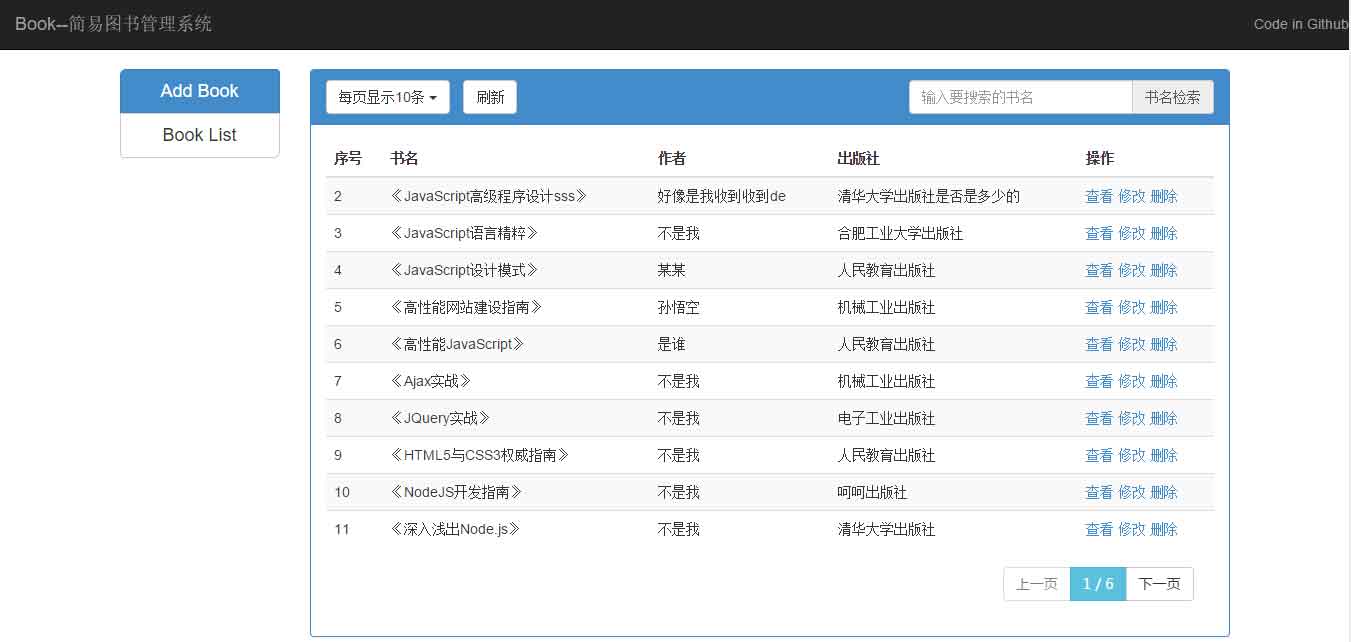 Book--简易图书管理系统 Code in Github
Add Book
Book List
每页显示10条 刷新 输入要搜索的书名 书名检索
序号 书名 作者 出版社 操作
2 《JavaScript高级程序设计sss》 好像是我收到收到de 清华大学出版社是否是多少的 查看 修改 删除
3 《JavaScript语言精粹》 不是我 合肥工业大学出版社 查看 修改 删除
4 《JavaScript设计模式》 某某 人民教育出版社 查看 修改 删除
5 《高性能网站建设指南》 孙悟空 机械工业出版社 查看 修改 删除
6 《高性能JavaScript》 是谁 人民教育出版社 查看 修改 删除
7 《Ajax实战》 不是我 机械工业出版社 查看 修改 删除
8 《JQuery实战》 不是我 电子工业出版社 查看 修改 删除
9 《HTML5与CSS3权威指南》 不是我 人民教育出版社 查看 修改 删除
10 《NodeJS开发指南》 不是我 呵呵出版社 查看 修改 删除
11 《深入浅出Node.js》 不是我 清华大学出版社 查看 修改 删除
上一页 1 / 6 下一页